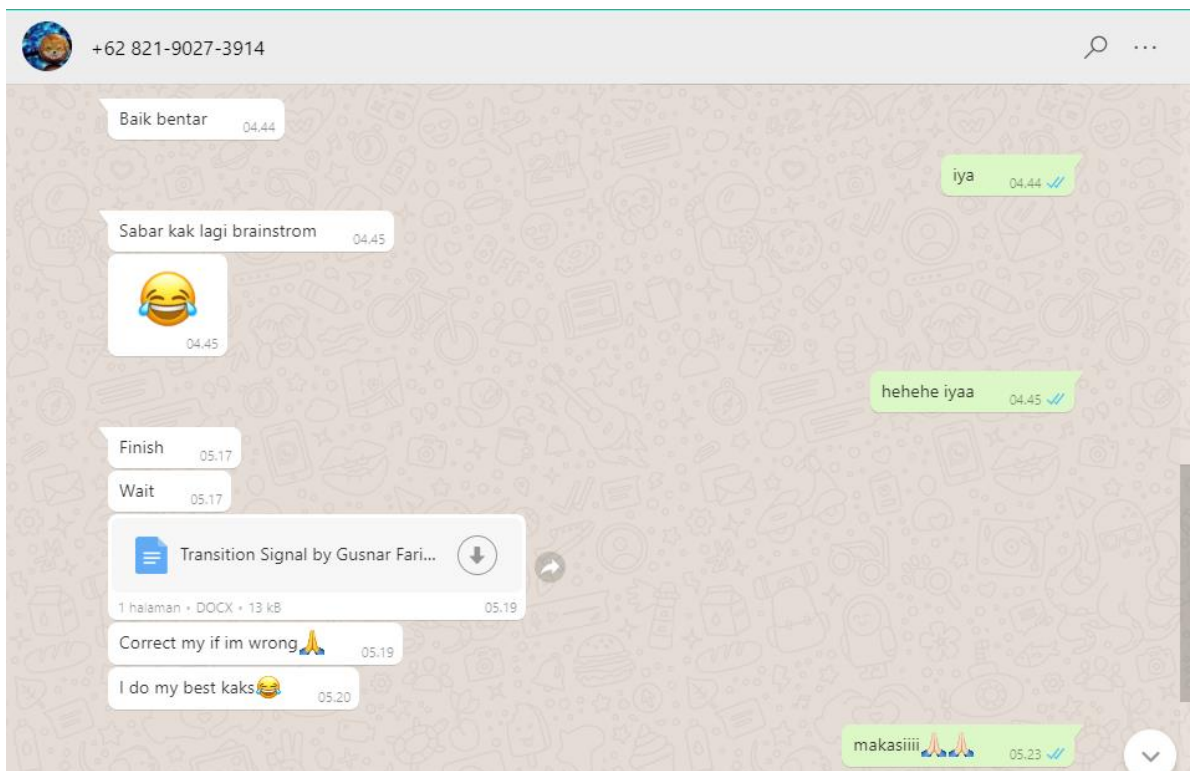 +62 821-9027-3914
Baik bentar 04.44
iya 04.44
Sabar kak lagi brainstrom 04.45
😂
04.45
hehehe iyaa 04.45
Finish 05.17
Wait 05.17
Transition Signal by Gusnar Fari...
1 halaman • DOCX • 13 kB 05.19
Correct my if im wrong🙏 05.19
I do my best kaks😂 05.20
makasiiii🙏🏻🙏🏻 05.23